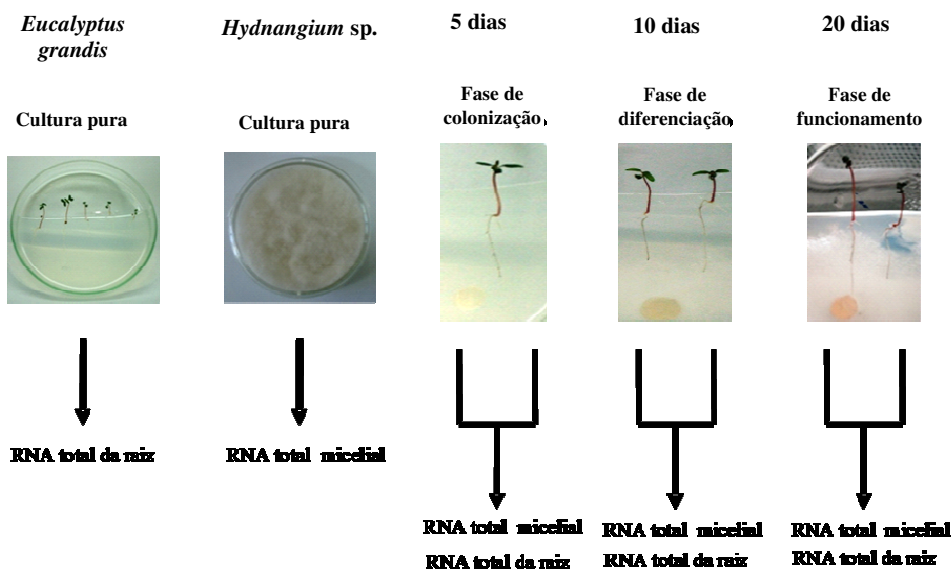 Eucalyptus
grandis
Cultura pura
RNA total da raiz
Hydnangium sp.
Cultura pura
RNA total micelial
5 dias
Fase de
colonização
RNA total micelial
RNA total da raiz
10 dias
Fase de
diferenciação
RNA total micelial
RNA total da raiz
20 dias
Fase de
funcionamento
RNA total micelial
RNA total da raiz